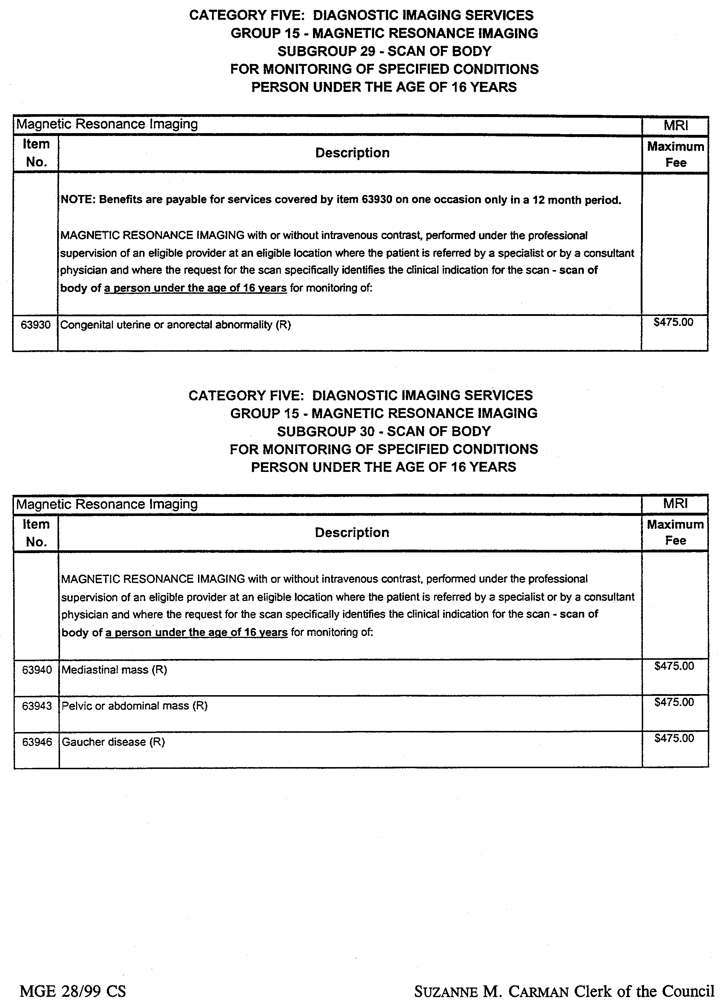 CATEGORY FIVE: DIAGNOSTIC IMAGING SERVICES
GROUP 15 - MAGNETIC RESONANCE IMAGING
SUBGROUP 29 - SCAN OF BODY
FOR MONITORING OF SPECIFIED CONDITIONS
PERSON UNDER THE AGE OF 16 YEARS
Magnetic Resonance Imaging MRI
Item No. Description Maximum Fee
NOTE: Benefits are payable for services covered by item 63930 on one occasion only in a 12 month period.
MAGNETIC RESONANCE IMAGING with or without intravenous contrast, performed under the professional
supervision of an eligible provider at an eligible location where the patient is referred by a specialist or by a consultant
physician and where the request for the scan specifically identifies the clinical indication for the scan - scan of
body of a person under the age of 16 years for monitoring of:
63930 Congenital uterine or anorectal abnormality (R) $475.00
CATEGORY FIVE: DIAGNOSTIC IMAGING SERVICES
GROUP 15 - MAGNETIC RESONANCE IMAGING
SUBGROUP 30 - SCAN OF BODY
FOR MONITORING OF SPECIFIED CONDITIONS
PERSON UNDER THE AGE OF 16 YEARS
Magnetic Resonance Imaging MRI
Item No. Description Maximum Fee
MAGNETIC RESONANCE IMAGING with or without intravenous contrast, performed under the professional
supervision of an eligible provider at an eligible location where the patient is referred by a specialist or by a consultant
physician and where the request for the scan specifically identifies the clinical indication for the scan - scan of
body of a person under the age of 16 years for monitoring of:
63940 Mediastinal mass (R) $475.00
63943 Pelvic or abdominal mass (R) $475.00
63946 Gaucher disease (R) $475.00
MGE 28/99 CS SUZANNE M. CARMAN Clerk of the Council